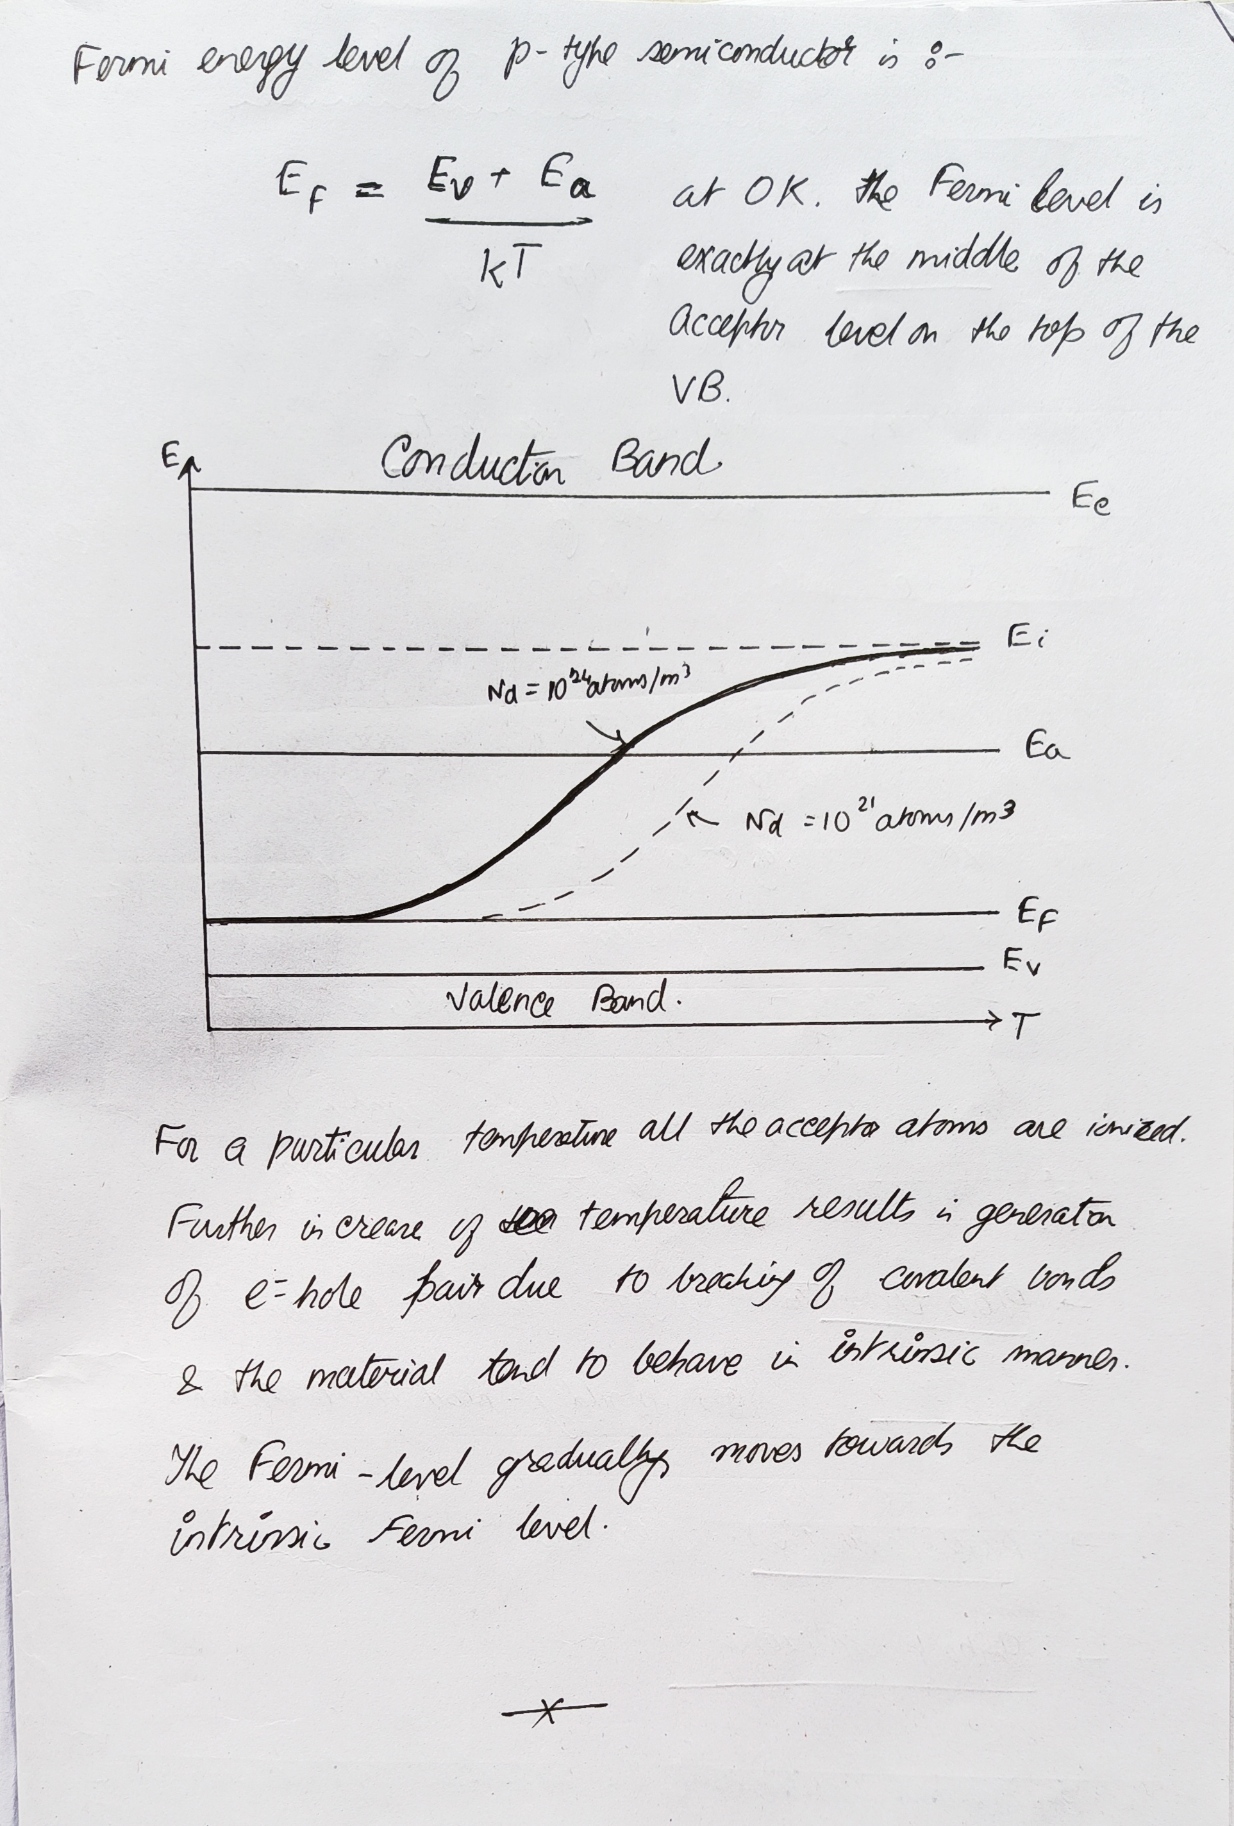 Fermi energy level of p-type semiconductor is :-
E_F = (E_v + E_a) / kT
at 0K. the Fermi level is
exactly at the middle of the
Acceptor level on the top of the
VB.
E
Conduction Band
Ec
Ei
Nd = 10^24 atoms/m^3
Ea
Nd = 10^21 atoms/m^3
EF
Ev
Valence Band.
T
For a particular temperature all the acceptor atoms are ionized.
Further increase of temperature results in generation
of e- hole pair due to breaking of covalent bonds
& the material tend to behave in intrinsic manner.
The Fermi-level gradually moves towards the
intrinsic Fermi level.
x